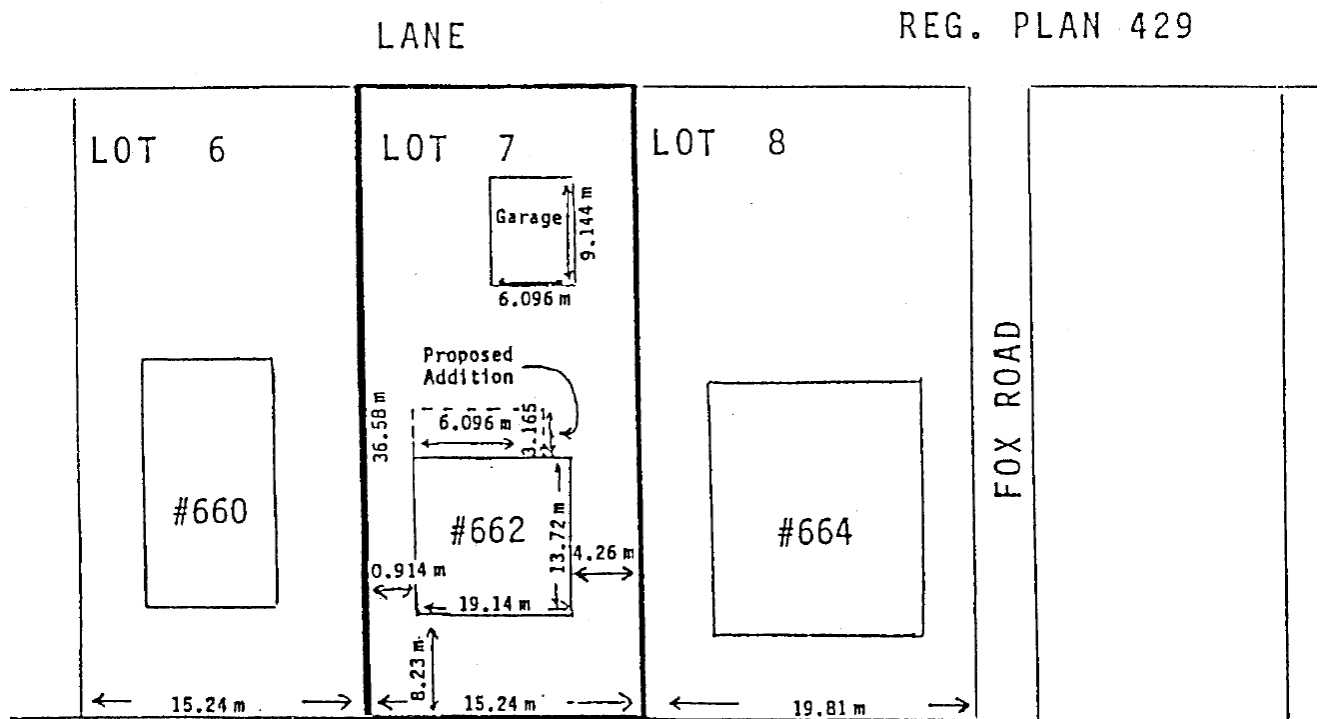 LANE
REG. PLAN 429
LOT 6
LOT 7
LOT 8
Garage
9.144 m
6.096 m
Proposed
Addition
36.58 m
6.096 m
3.165
FOX ROAD
#660
#662
13.72 m
4.26 m
#664
0.914 m
19.14 m
8.23 m
15.24 m
15.24 m
19.81 m